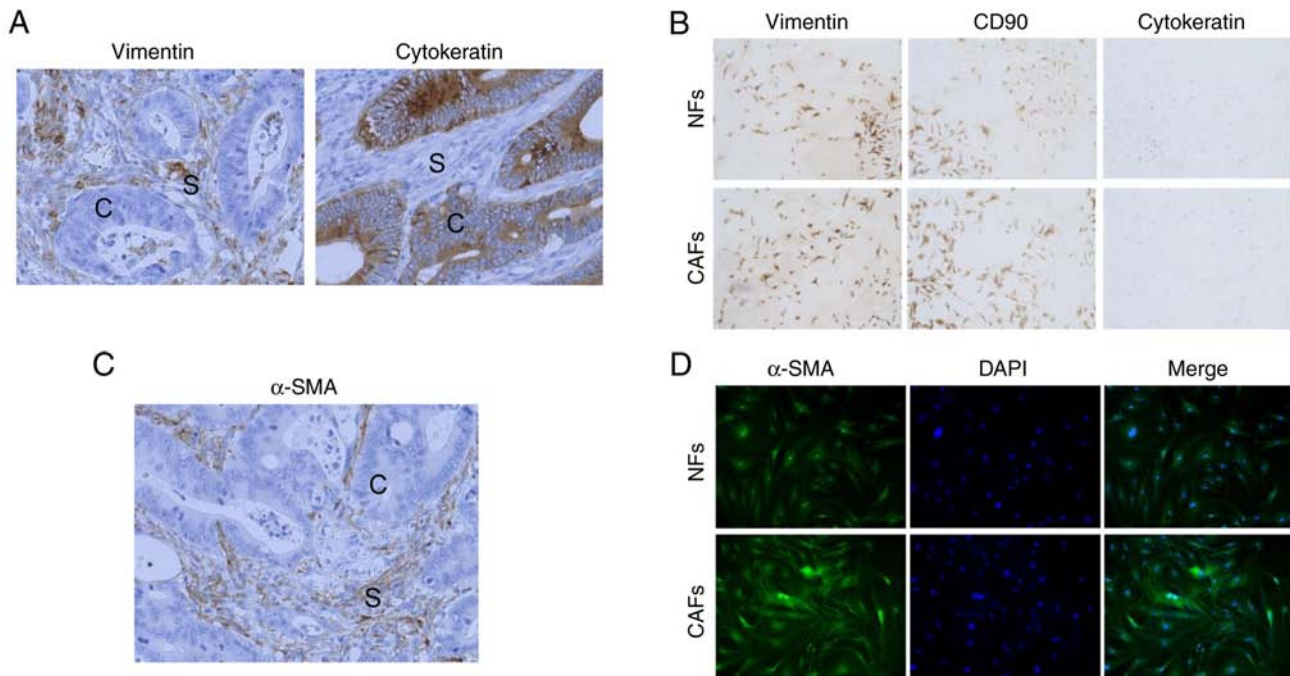 A
Vimentin Cytokeratin
S
C
S
C
B
Vimentin CD90 Cytokeratin
NFs
CAFs
C
α-SMA
C
S
D
α-SMA DAPI Merge
NFs
CAFs